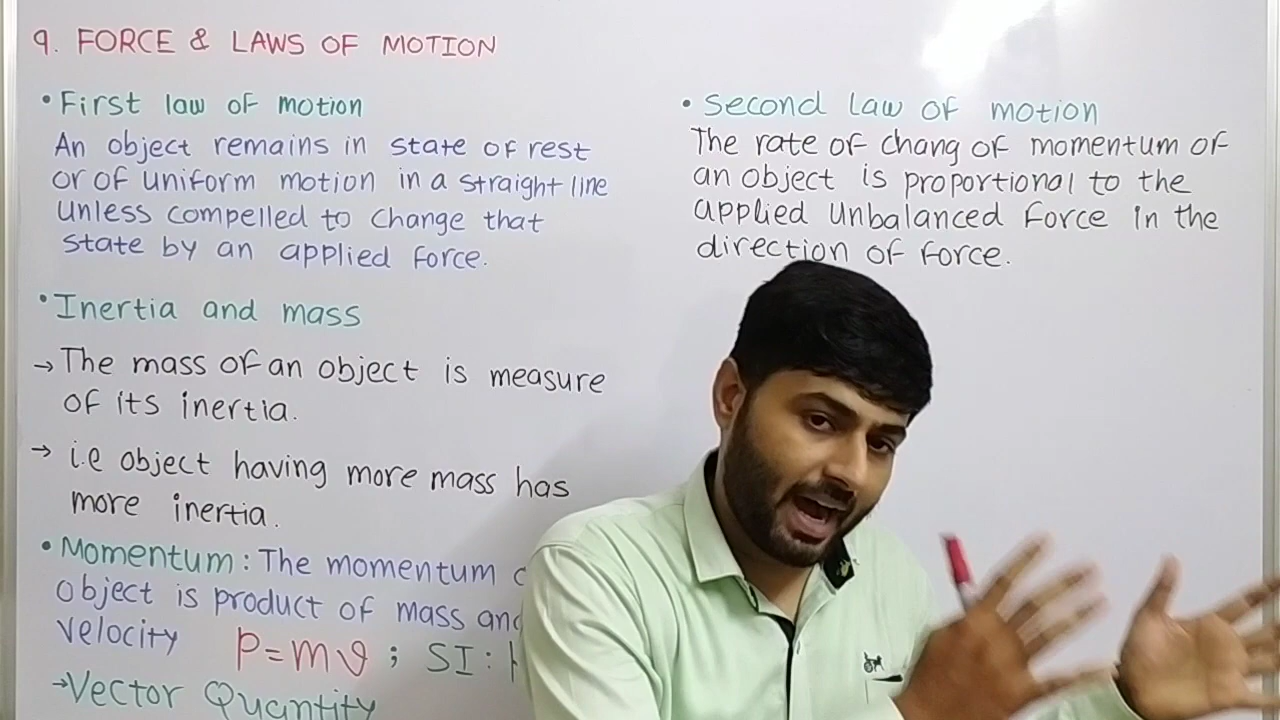 9. FORCE & LAWS OF MOTION
• First law of motion
An object remains in state of rest
or of uniform motion in a straight line
unless compelled to change that
state by an applied force.
• Inertia and mass
→ The mass of an object is measure
of its inertia.
→ i.e object having more mass has
more inertia.
• Momentum: The momentum
object is product of mass and
velocity P=mv ; SI:
→ Vector Quantity
• Second law of motion
The rate of chang of momentum of
an object is proportional to the
applied unbalanced force in the
direction of force.